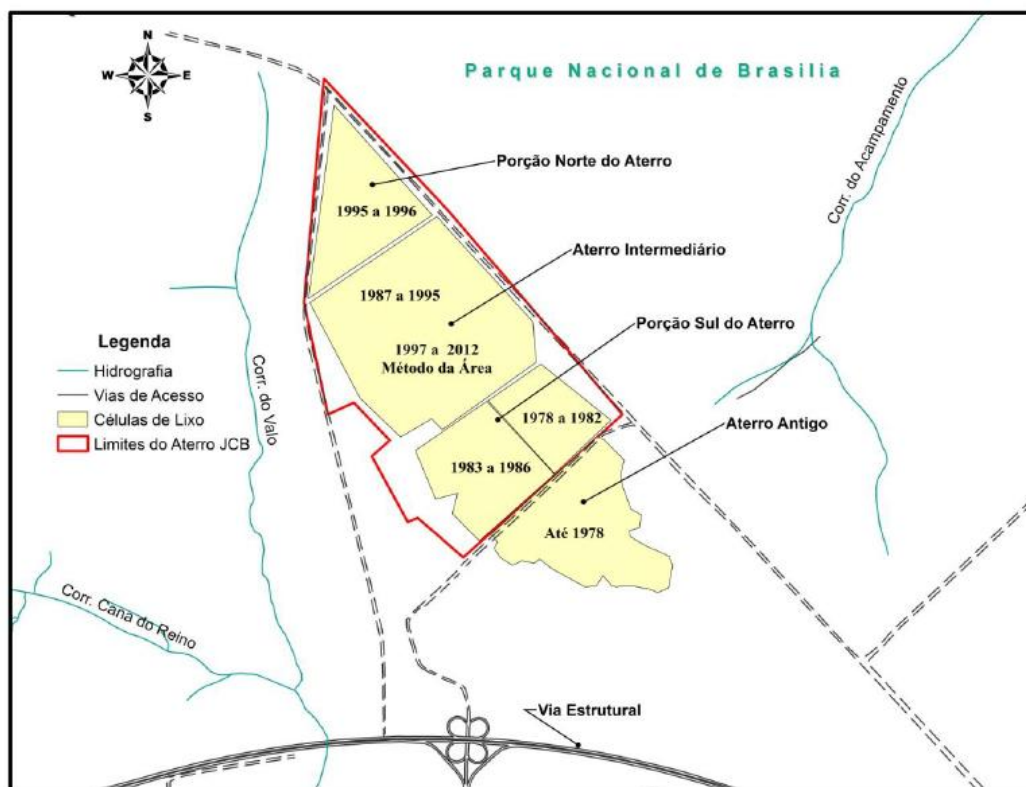 N
W E
S
Parque Nacional de Brasilia
Corr. do Acampamento
Porção Norte do Aterro
1995 a 1996
Aterro Intermediário
1987 a 1995
Porção Sul do Aterro
1997 a 2012
Método da Área
Legenda
Hidrografia
Vias de Acesso
Células de Lixo
Limites do Aterro JCB
Corr. do Valo
1978 a 1982
Aterro Antigo
1983 a 1986
Até 1978
Corr. Cana do Reino
Via Estrutural